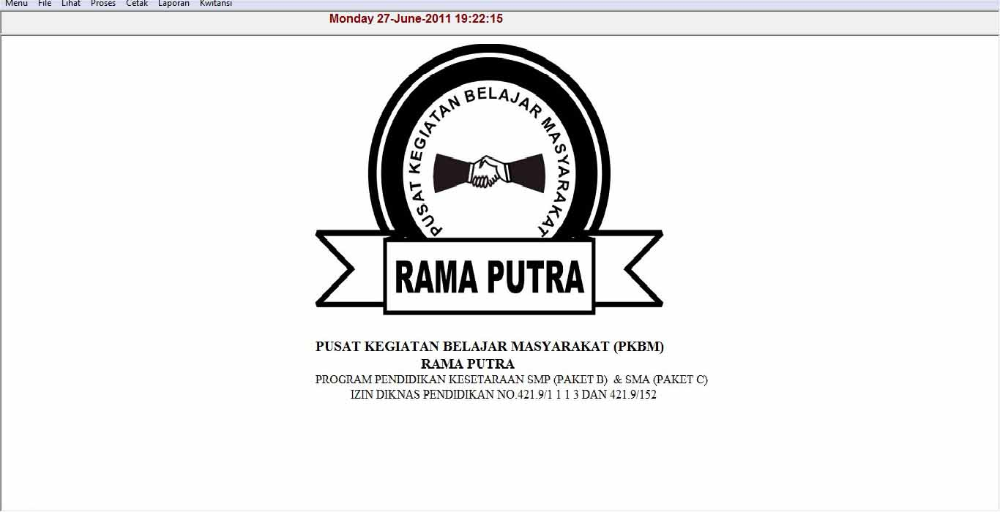 Menu File Lihat Proses Cetak Laporan Kwitansi
Monday 27-June-2011 19:22:15
PUSAT KEGIATAN BELAJAR MASYARAKAT
RAMA PUTRA
PUSAT KEGIATAN BELAJAR MASYARAKAT (PKBM)
RAMA PUTRA
PROGRAM PENDIDIKAN KESETARAAN SMP (PAKET B) & SMA (PAKET C)
IZIN DIKNAS PENDIDIKAN NO.421.9/1 1 1 3 DAN 421.9/152